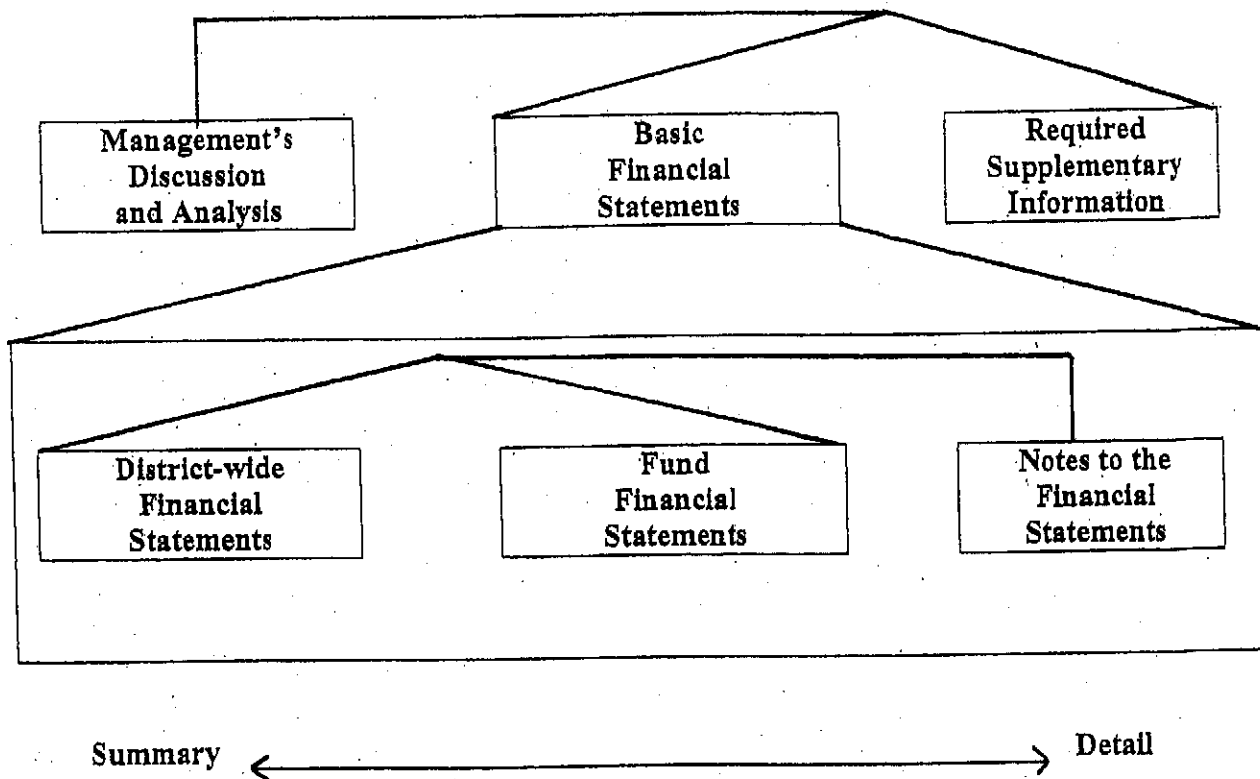 Management's
Discussion
and Analysis
Basic
Financial
Statements
Required
Supplementary
Information
District-wide
Financial
Statements
Fund
Financial
Statements
Notes to the
Financial
Statements
Summary
Detail